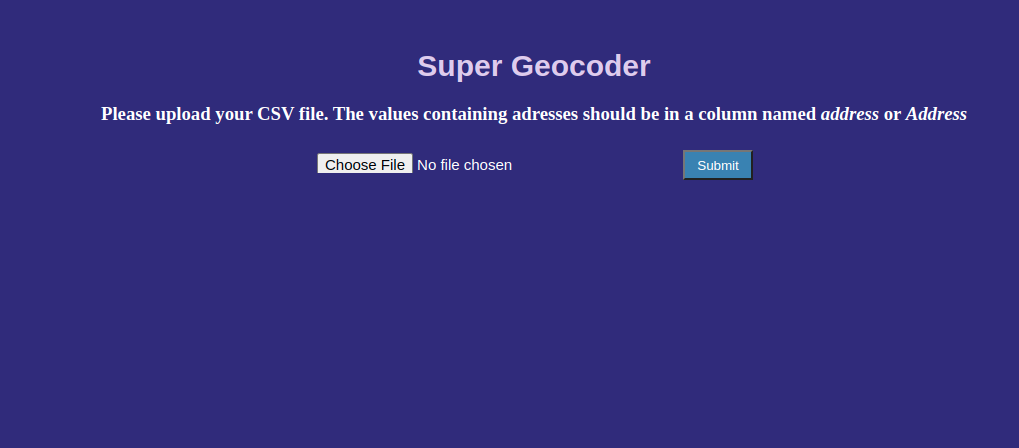 Super Geocoder
Please upload your CSV file. The values containing adresses should be in a column named address or Address
Choose File No file chosen Submit